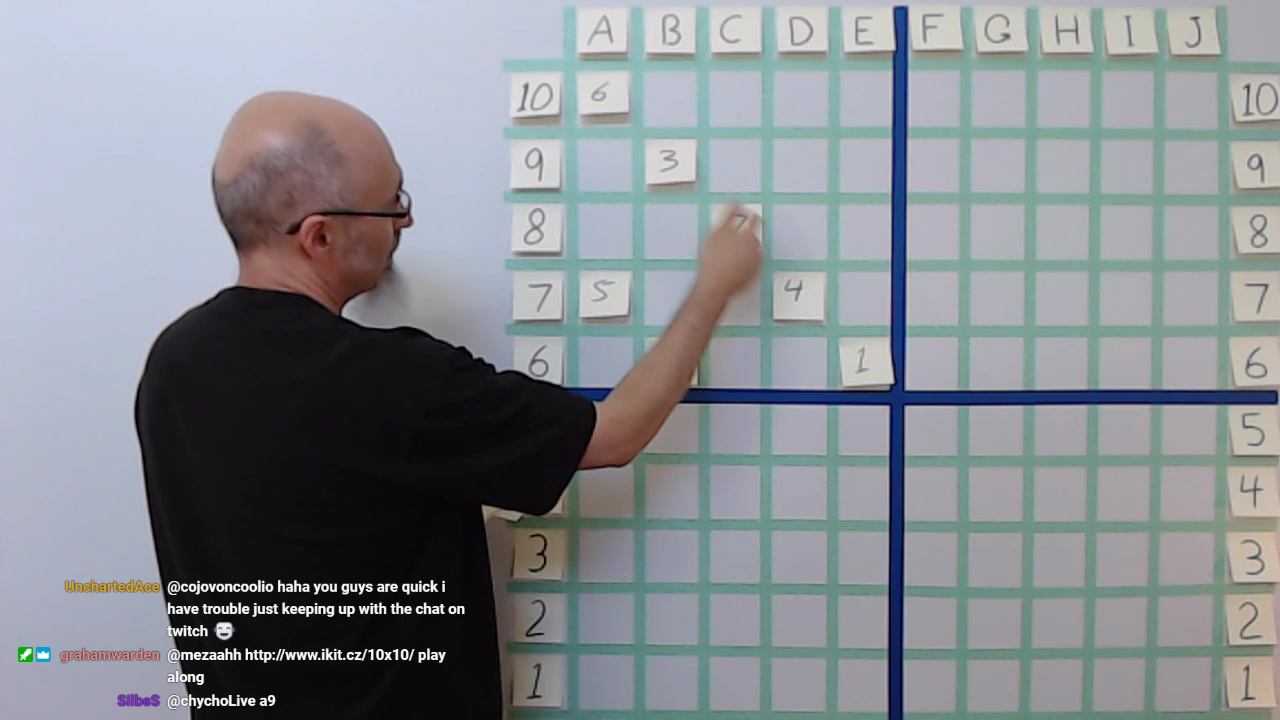 A B C D E F G H I J
10 6 10
9 3 9
8 7 8
7 5 4 7
6 1 6
5
4
3 3
2 2
1 1
UnchartedAce @cojovoncoolio haha you guys are quick i
have trouble just keeping up with the chat on
twitch
grahamwarden @mezaahh http://www.ikit.cz/10x10/ play
along
SilbeS @chychoLive a9